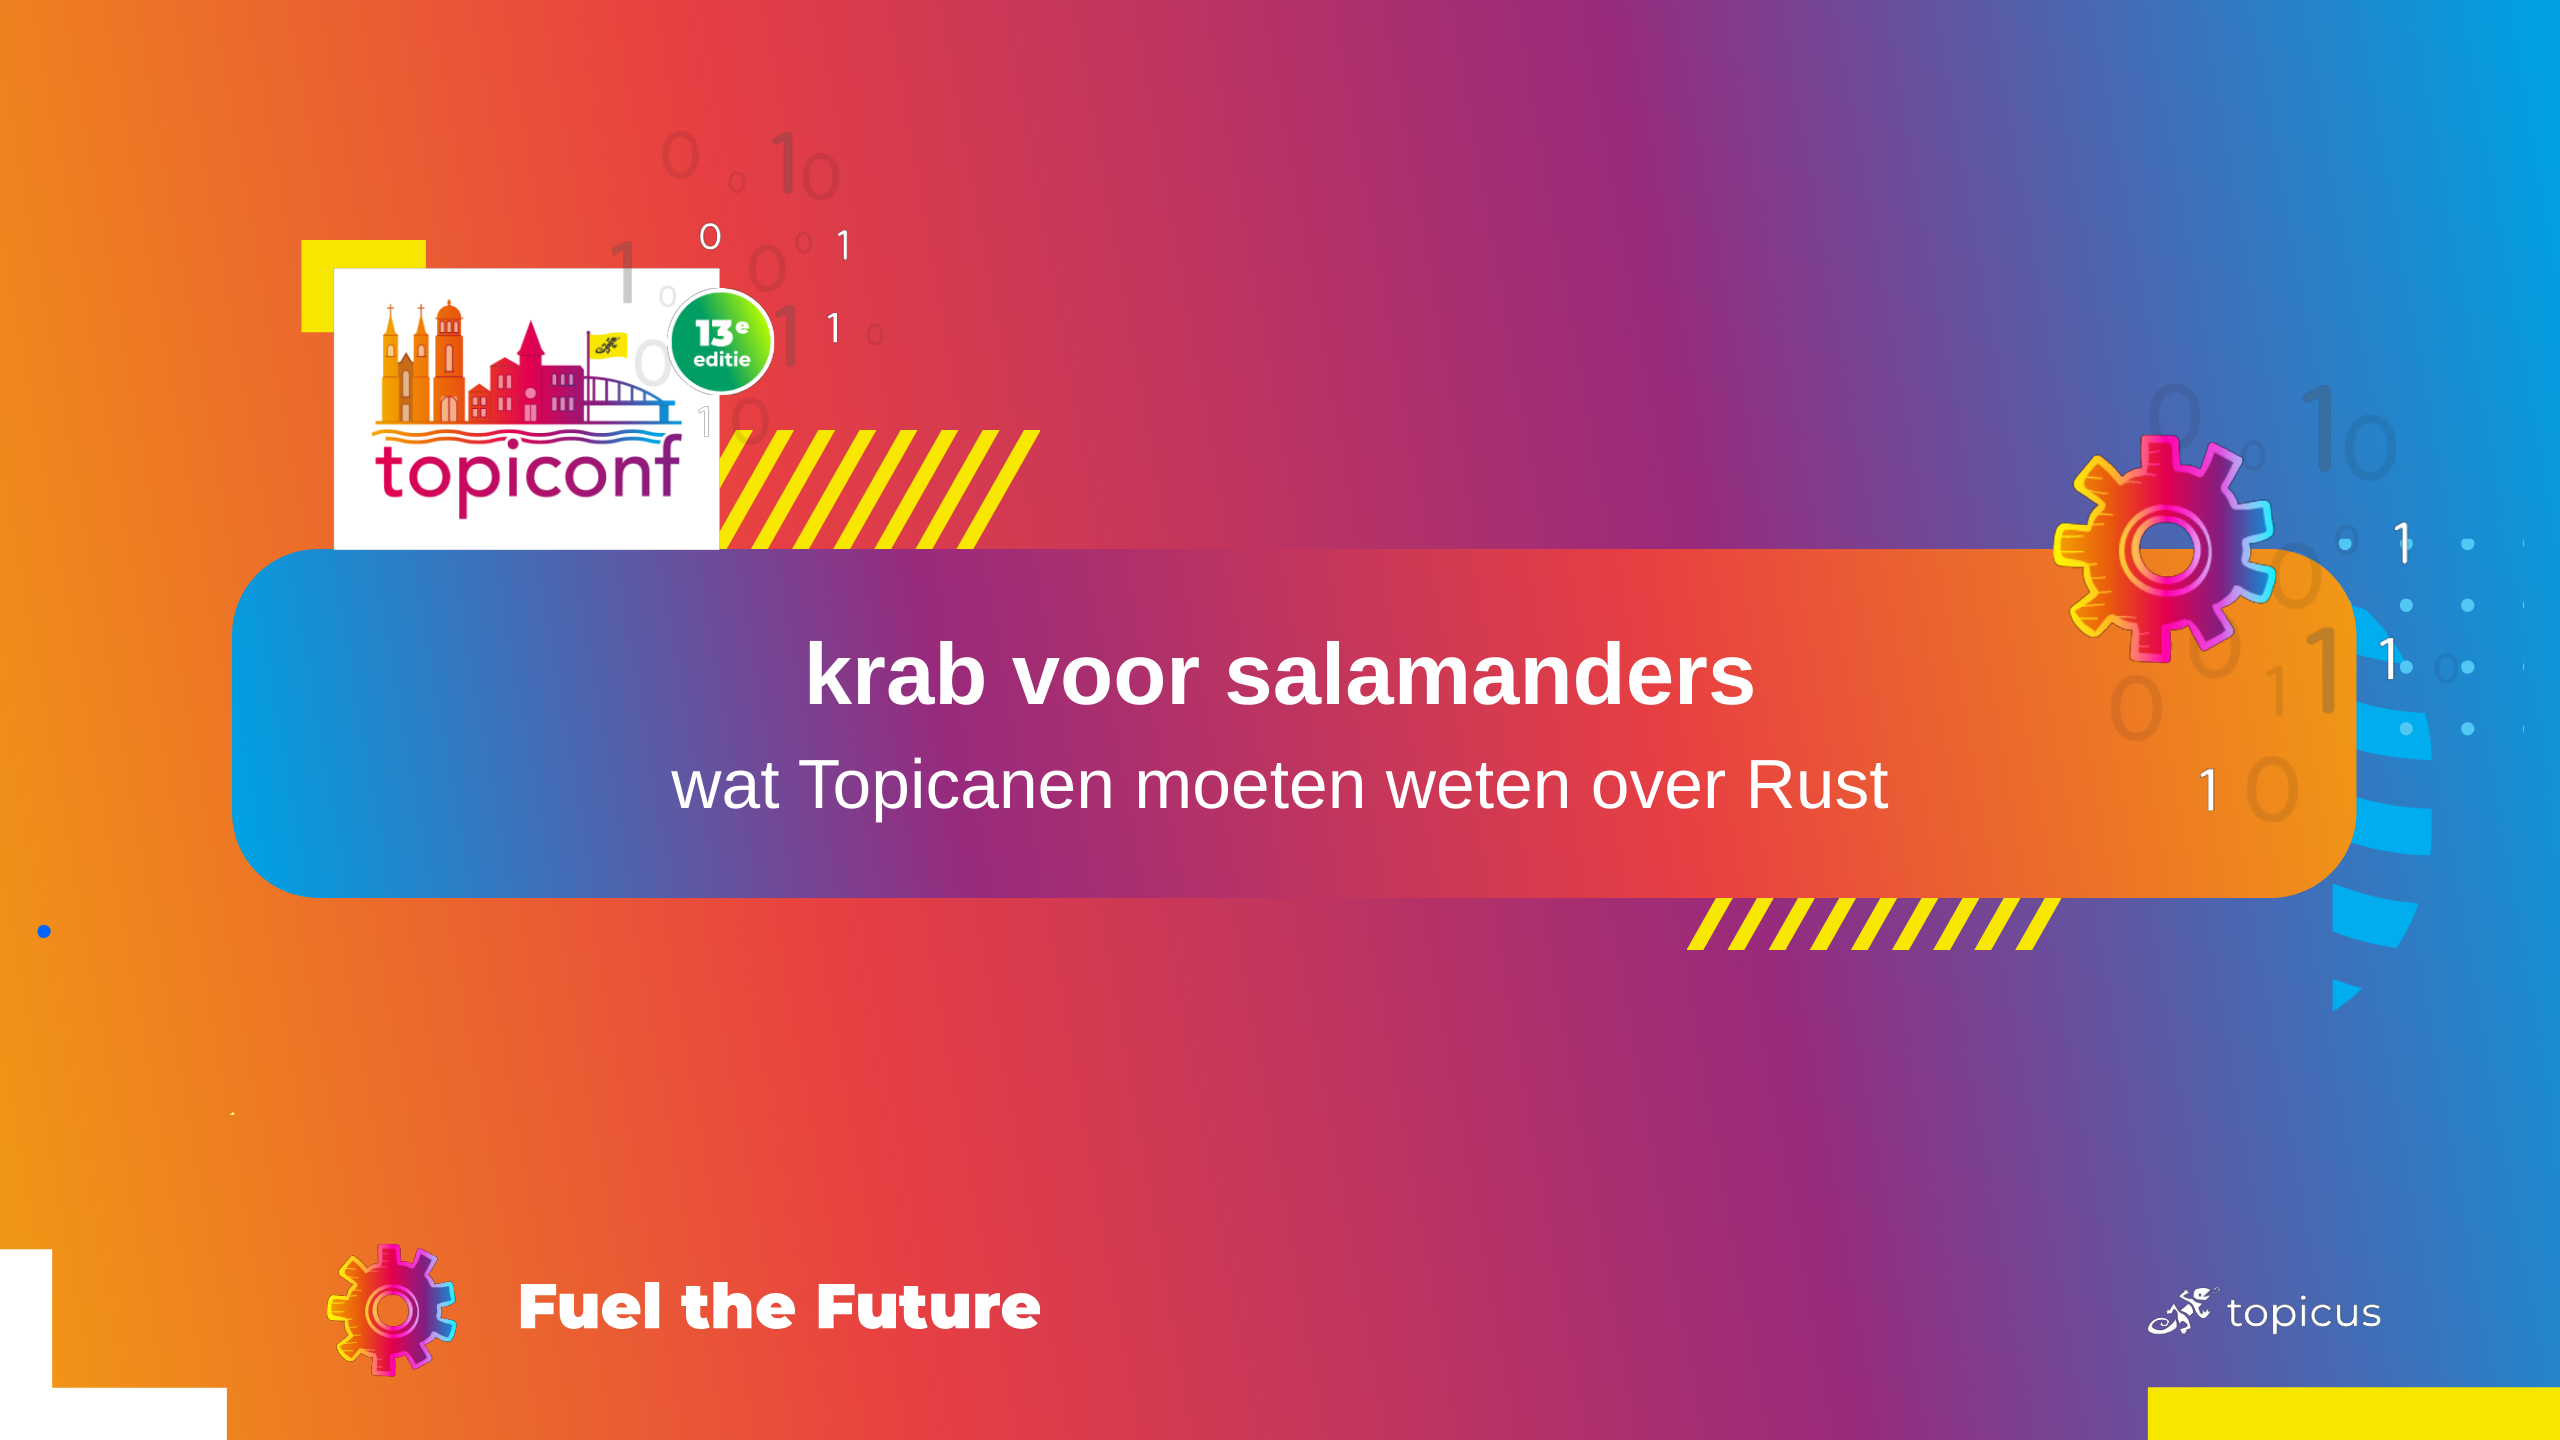 13e
editie
topiconf
krab voor salamanders
wat Topicanen moeten weten over Rust
Fuel the Future
topicus